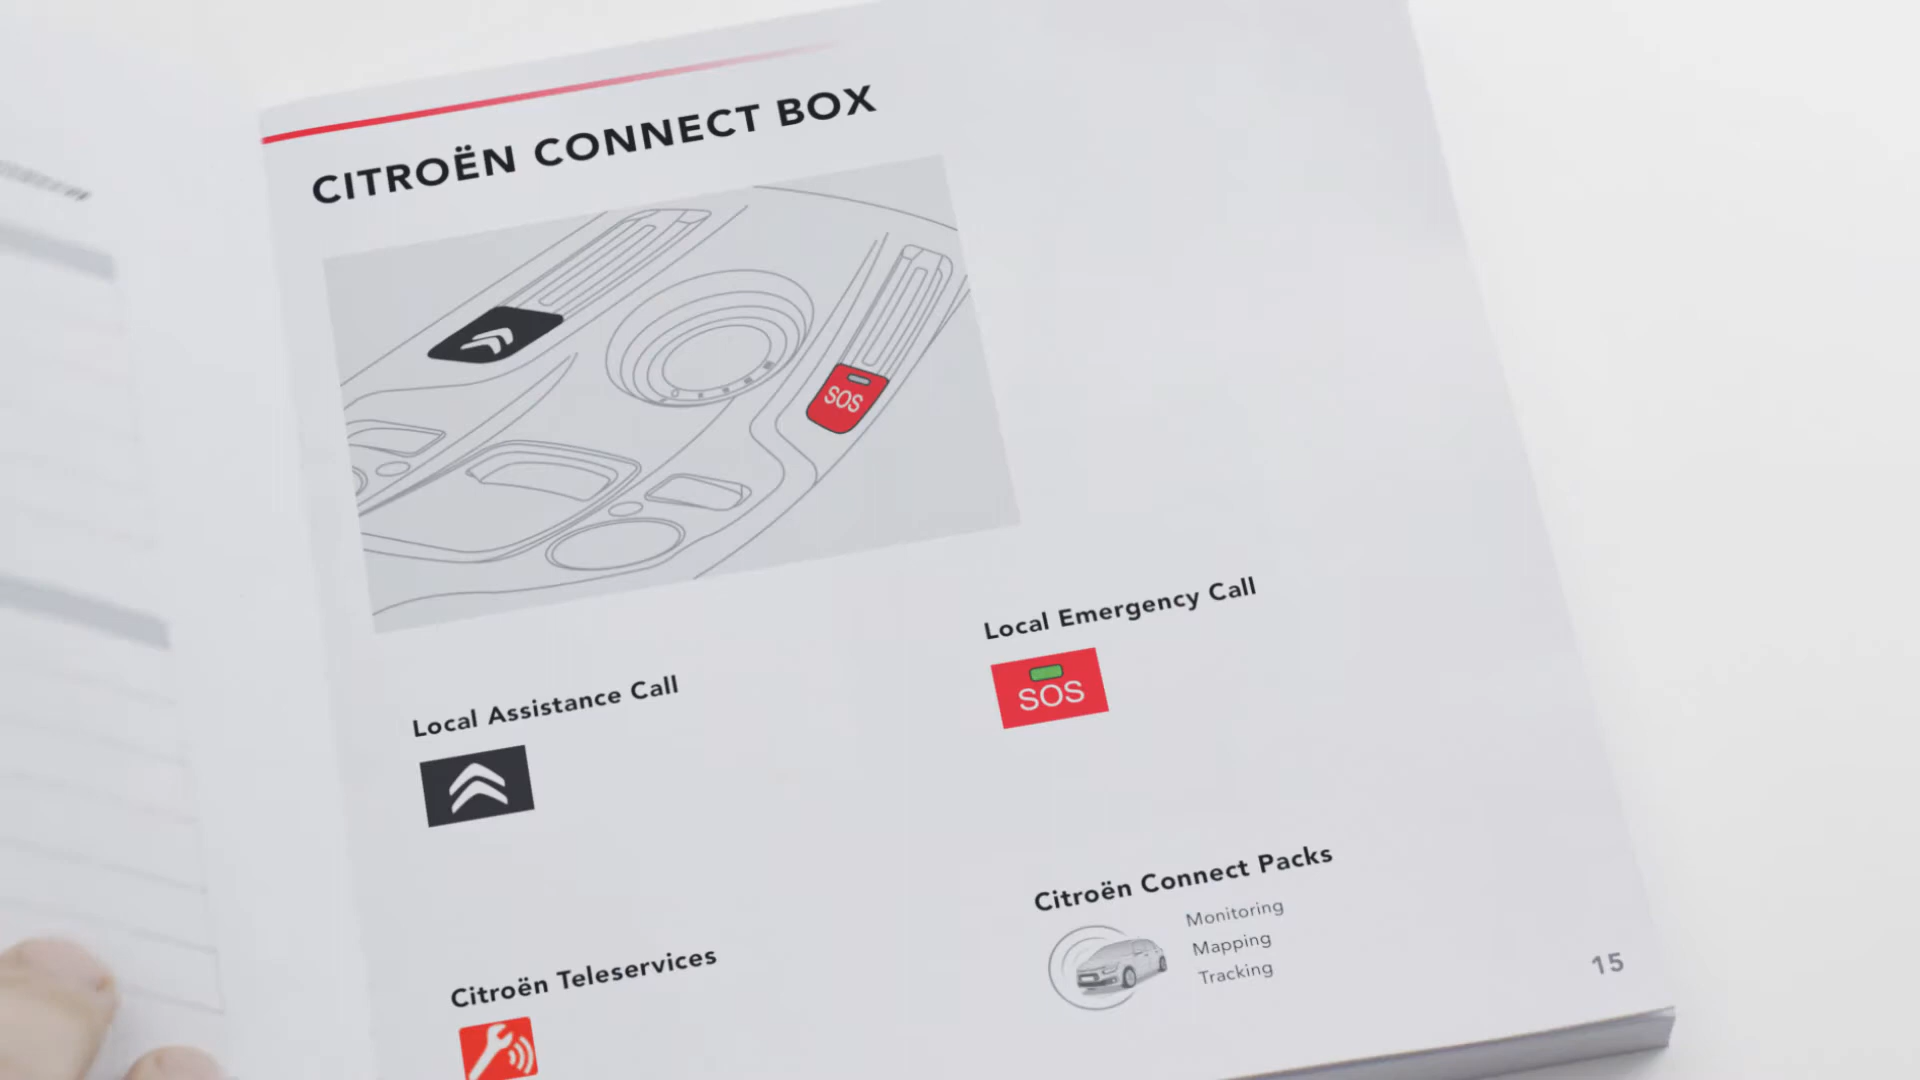 CITROËN CONNECT BOX
SOS
Local Assistance Call
Local Emergency Call
SOS
Citroën Teleservices
Citroën Connect Packs
Monitoring
Mapping
Tracking
15